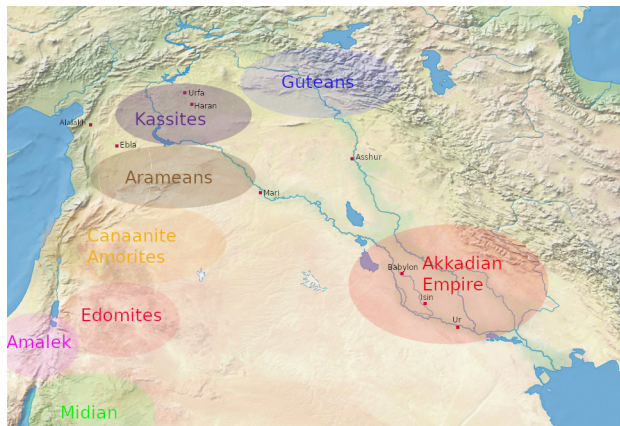 Guteans
Urfa
Haran
Kassites
Alalakh
Ebla
Asshur
Arameans
Mari
Canaanite
Amorites
Akkadian
Empire
Babylon
Isin
Ur
Edomites
Amalek
Midian